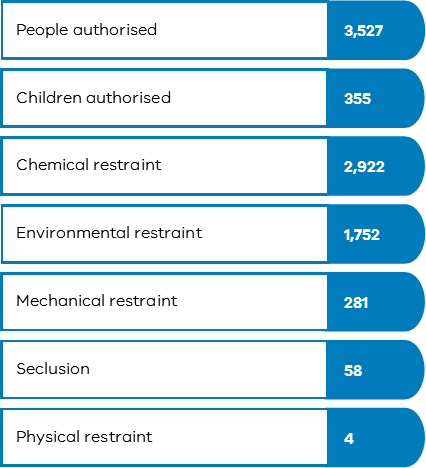 People authorised 3,527
Children authorised 355
Chemical restraint 2,922
Environmental restraint 1,752
Mechanical restraint 281
Seclusion 58
Physical restraint 4